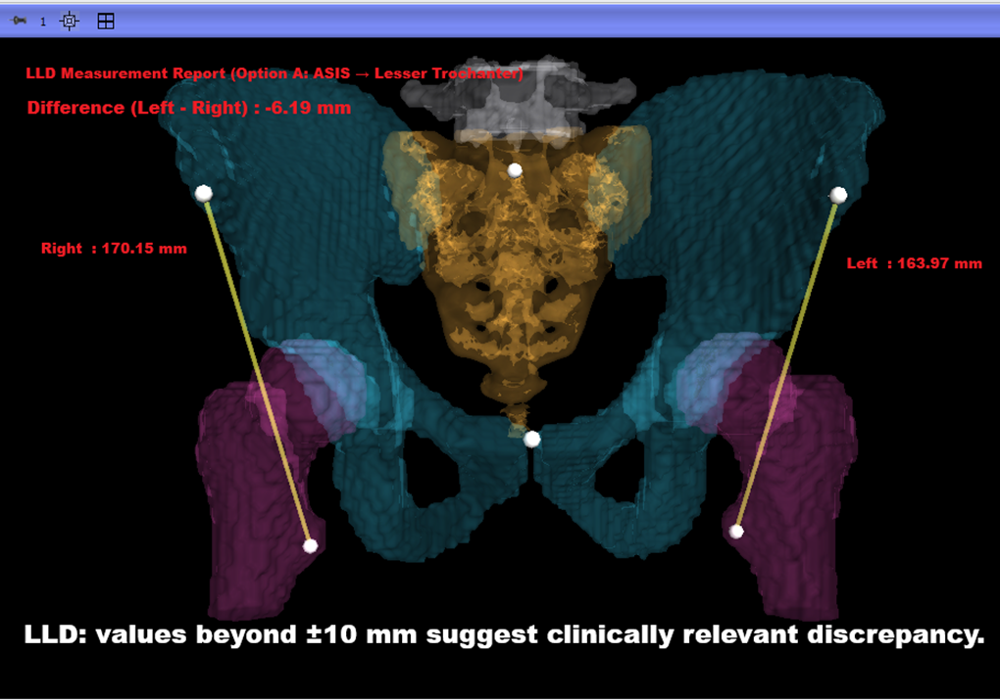 1
LLD Measurement Report (Option A: ASIS → Lesser Trochanter)
Difference (Left - Right) : -6.19 mm
Right : 170.15 mm
Left : 163.97 mm
LLD: values beyond ±10 mm suggest clinically relevant discrepancy.